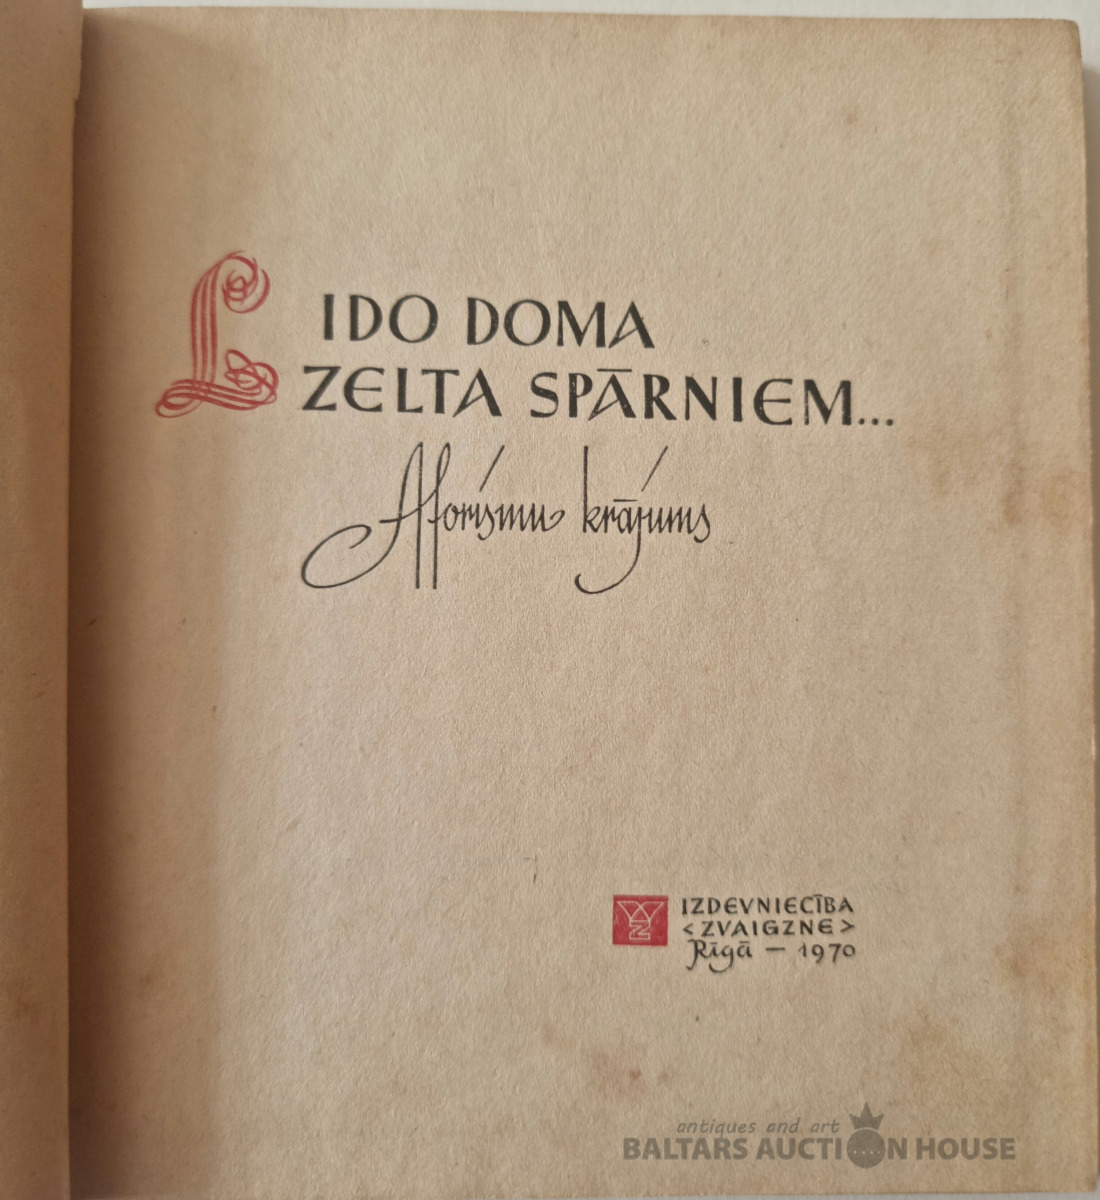 LIDO DOMA
ZELTA SPĀRNIEM...
Aforismu krājums
IZDEVNIECĪBA
<ZVAIGZNE>
Rīgā — 1970
antiques and art
BALTARS AUCTION HOUSE